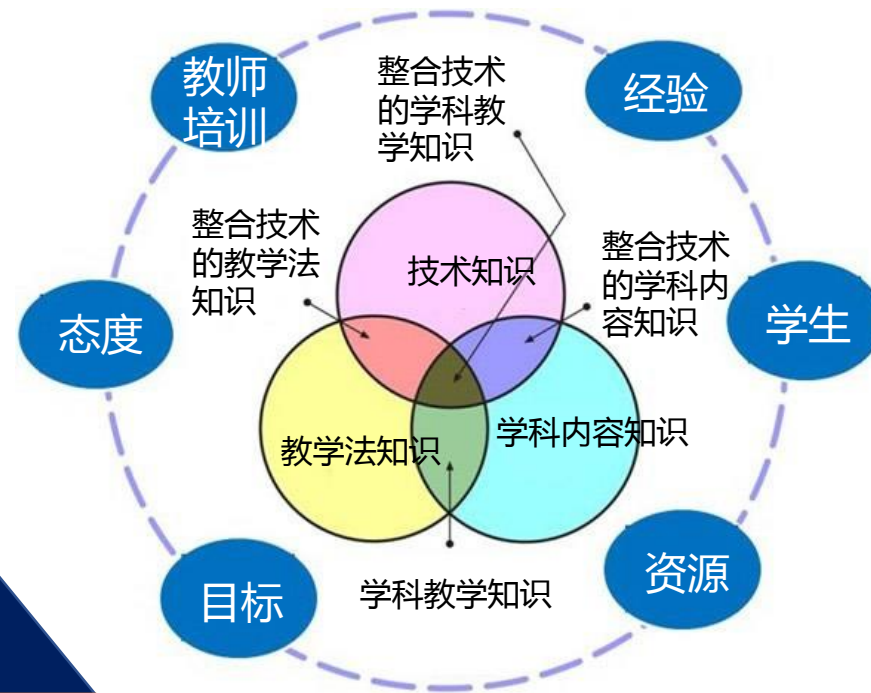 教师
培训
整合技术
的学科教
学知识
经验
整合技术
的教学法
知识
技术知识
整合技术
的学科内
容知识
态度
学生
教学法知识
学科内容知识
目标
学科教学知识
资源